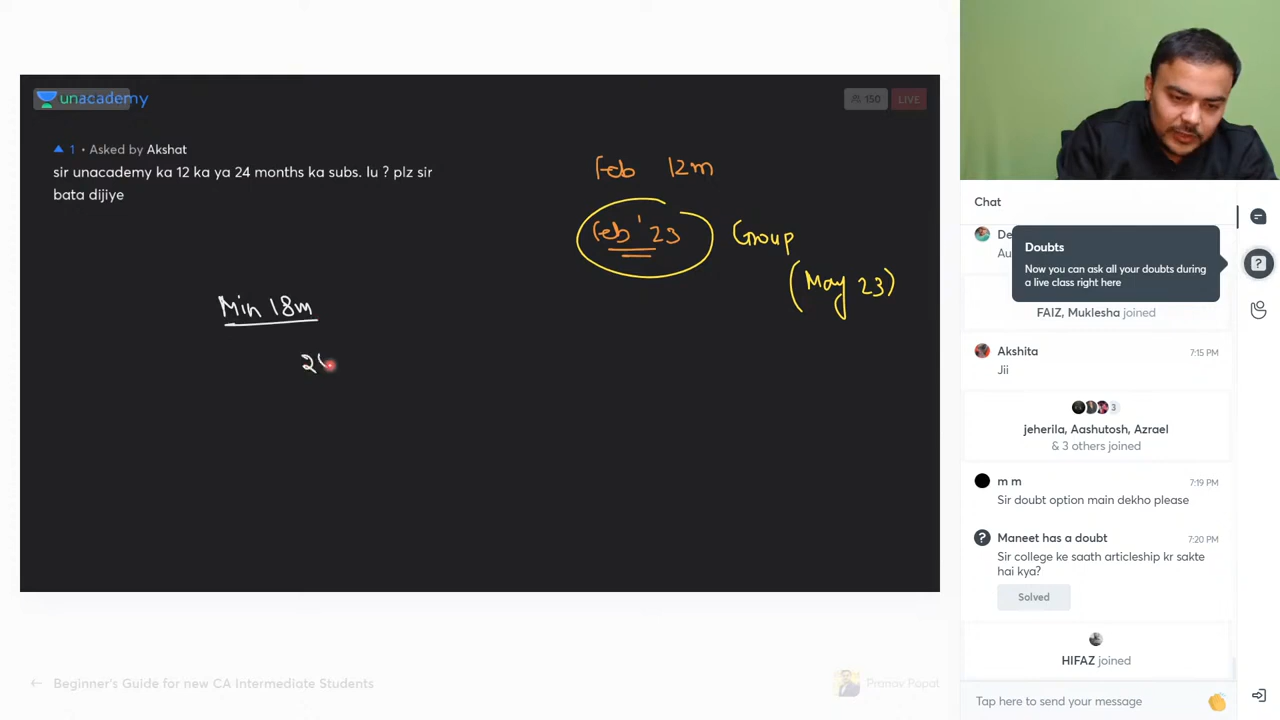 unacademy
150
LIVE
1 • Asked by Akshat
sir unacademy ka 12 ka ya 24 months ka subs. lu ? plz sir
bata dijiye
Feb 12m
Feb '23 Group
(May 23)
Min 18m
Chat
Doubts
Now you can ask all your doubts during
a live class right here
FAIZ, Muklesha joined
Akshita 7:15 PM
Jii
3
jeherila, Aashutosh, Azrael
& 3 others joined
m m 7:19 PM
Sir doubt option main dekho please
Maneet has a doubt 7:20 PM
Sir college ke saath articleship kr sakte
hai kya?
Solved
HIFAZ joined
Tap here to send your message
Beginner's Guide for new CA Intermediate Students
Pranav Popat